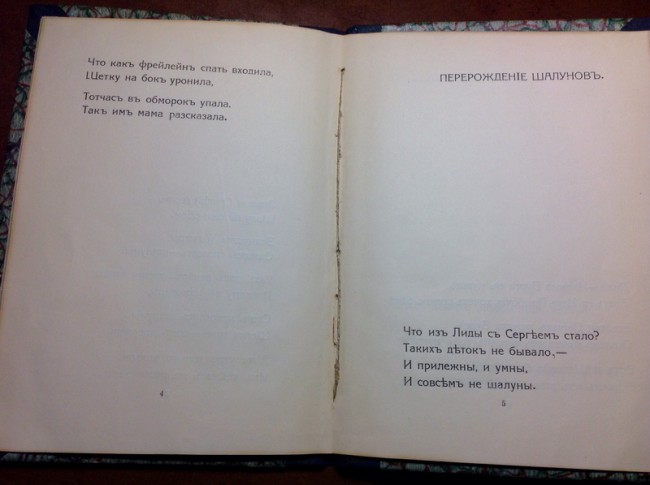 Что какъ фрейлейнъ спать входила,
Щетку на бокъ уронила,
Тотчасъ въ обморокъ упала.
Такъ имъ мама разсказала.
4
ПЕРЕРОЖДЕНІЕ ШАЛУНОВЪ.
Что изъ Лиды съ Сергѣемъ стало?
Такихъ дѣтокъ не бывало,—
И прилежны, и умны,
И совсѣмъ не шалуны.
5